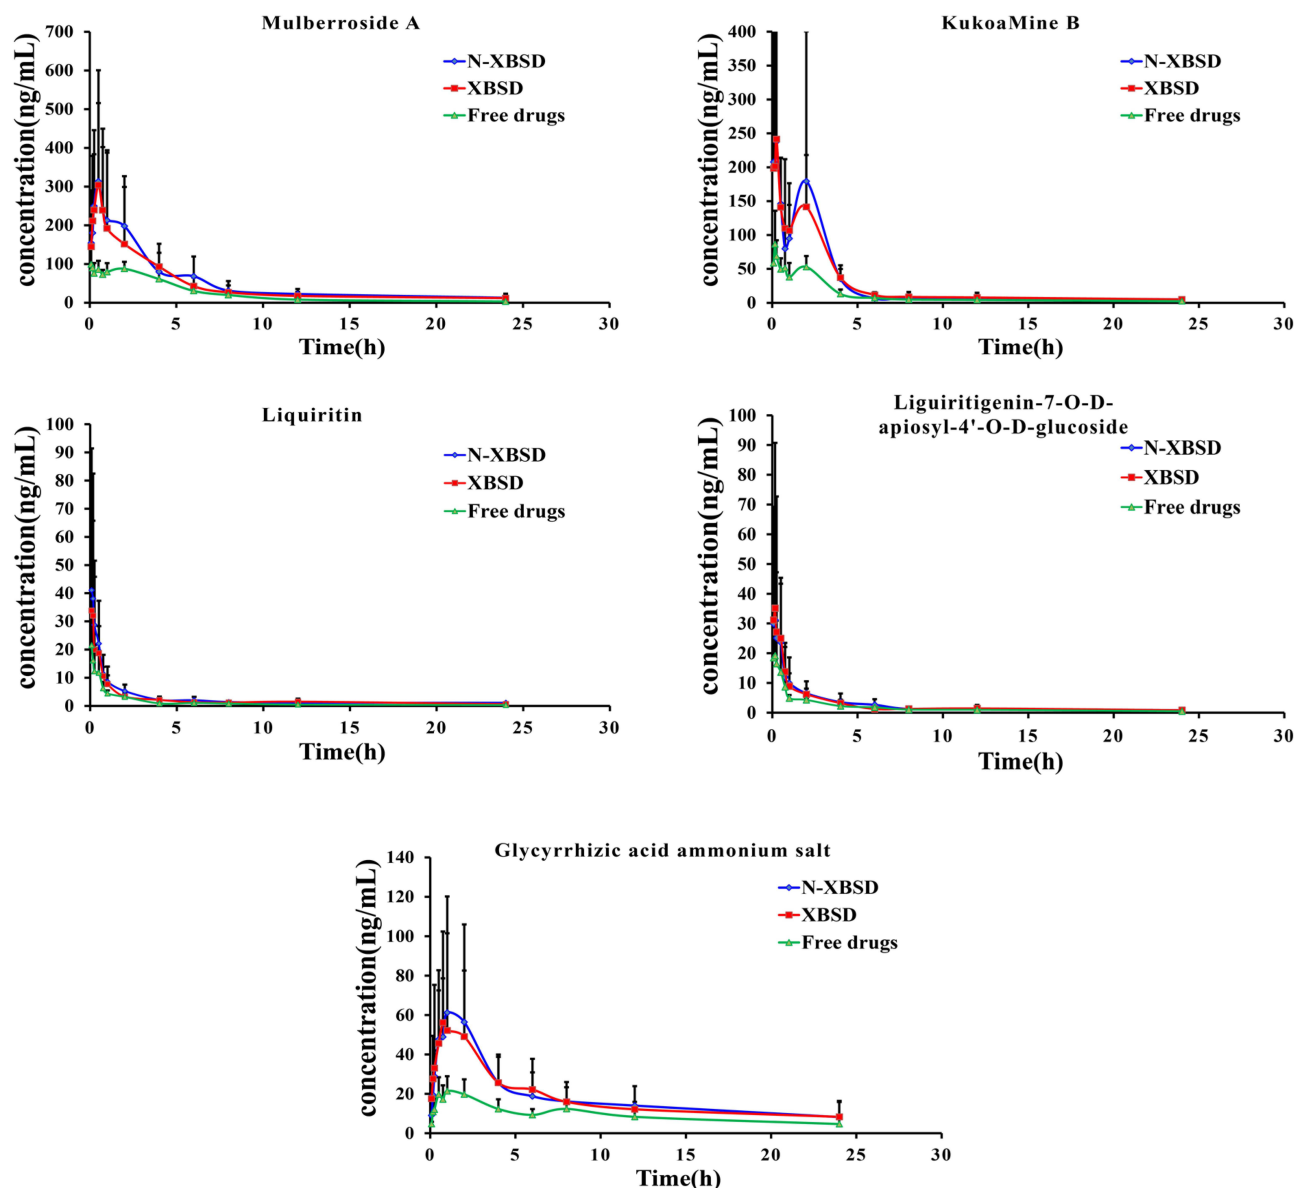 Mulberroside A
concentration(ng/mL)
700
600
500
400
300
200
100
0
0 5 10 15 20 25 30
Time(h)
N-XBSD
XBSD
Free drugs
KukoaMine B
concentration(ng/mL)
400
350
300
250
200
150
100
50
0
0 5 10 15 20 25 30
Time(h)
N-XBSD
XBSD
Free drugs
Liquiritin
concentration(ng/mL)
100
90
80
70
60
50
40
30
20
10
0
0 5 10 15 20 25 30
Time(h)
N-XBSD
XBSD
Free drugs
Liguiritigenin-7-O-D-
apiosyl-4'-O-D-glucoside
concentration(ng/mL)
100
90
80
70
60
50
40
30
20
10
0
0 5 10 15 20 25 30
Time(h)
N-XBSD
XBSD
Free drugs
Glycyrrhizic acid ammonium salt
concentration(ng/mL)
140
120
100
80
60
40
20
0
0 5 10 15 20 25 30
Time(h)
N-XBSD
XBSD
Free drugs